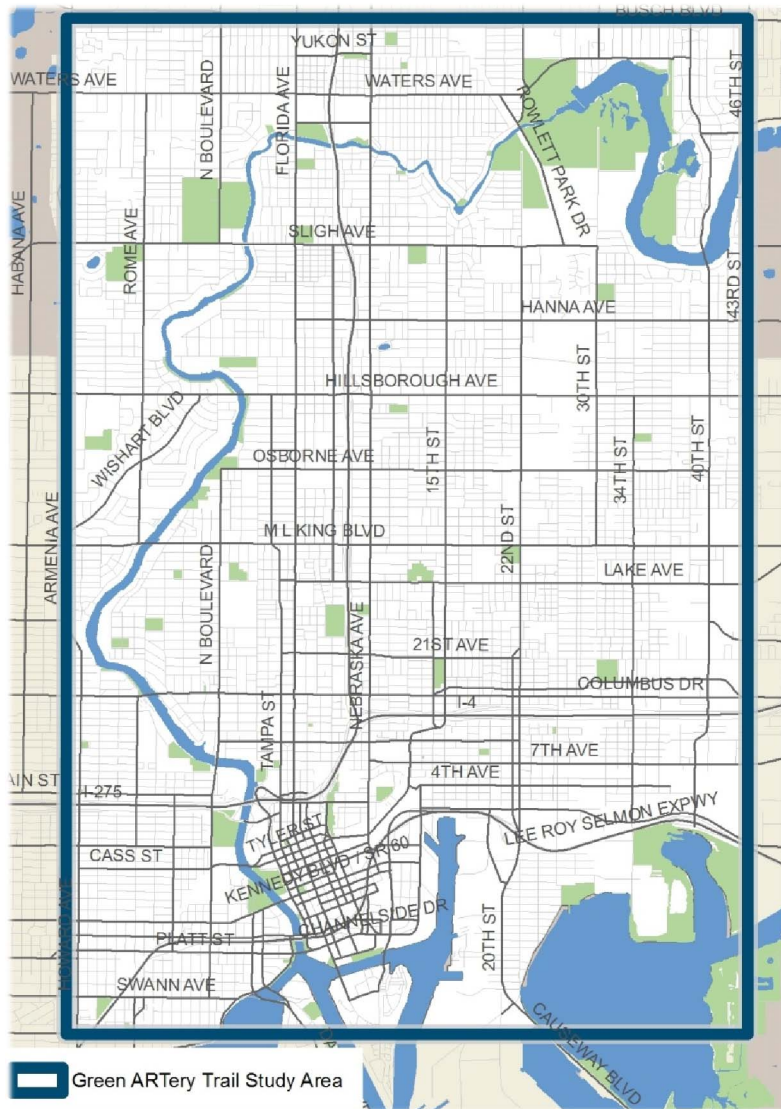 BUSCH BLVD
YUKON ST
WATERS AVE
WATERS AVE
N BOULEVARD
FLORIDA AVE
ROWLETT PARK DR
46TH ST
HABANA AVE
ROME AVE
SLIGH AVE
43RD ST
HANNA AVE
30TH ST
HILLSBOROUGH AVE
WISHART BLVD
OSBORNE AVE
15TH ST
34TH ST
40TH ST
M L KING BLVD
22ND ST
ARMENIA AVE
N BOULEVARD
LAKE AVE
NEBRASKA AVE
21ST AVE
COLUMBUS DR
TAMPA ST
I-4
7TH AVE
4TH AVE
AIN ST
I-275
TYLER ST
LEE ROY SELMON EXPWY
CASS ST
KENNEDY BLVD / SR 60
HOWARD AVE
CHANNELSIDE DR
PLATT ST
20TH ST
SWANN AVE
CAUSEWAY BLVD
DA
Green ARTery Trail Study Area